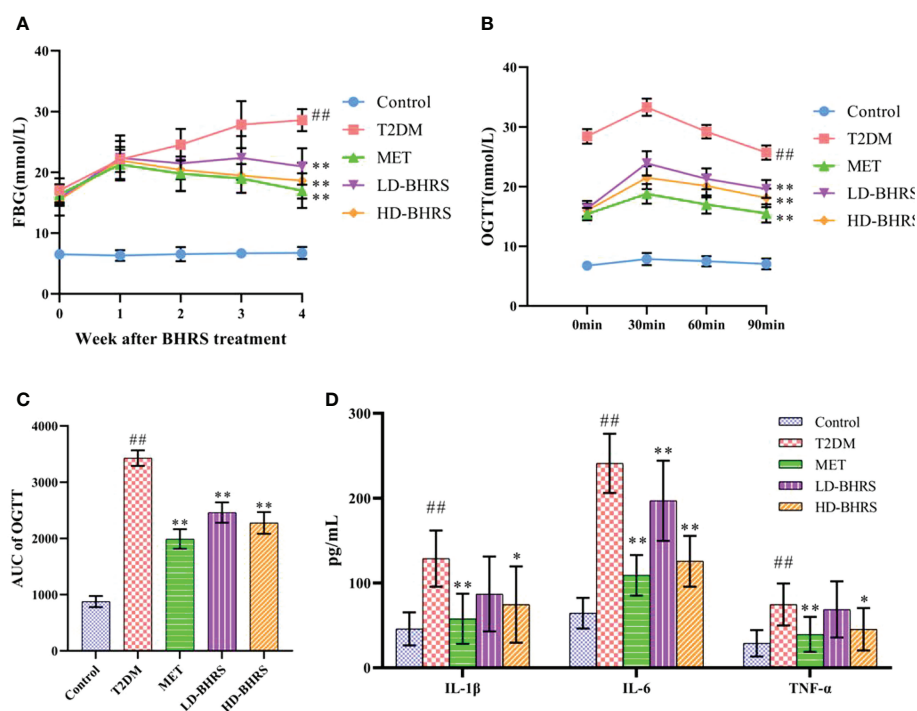 A
FBG(mmol/L)
40
30
20
10
0
0 1 2 3 4
Week after BHRS treatment
Control
T2DM
MET
LD-BHRS
HD-BHRS
##
**
**
**
B
OGTT(mmol/L)
40
30
20
10
0
0min 30min 60min 90min
Control
T2DM
MET
LD-BHRS
HD-BHRS
##
**
**
**
C
AUC of OGTT
4000
3000
2000
1000
0
##
**
**
**
Control T2DM MET LD-BHRS HD-BHRS
D
pg/mL
300
200
100
0
## ** *
## ** ** **
## ** *
IL-1β IL-6 TNF-α
Control
T2DM
MET
LD-BHRS
HD-BHRS